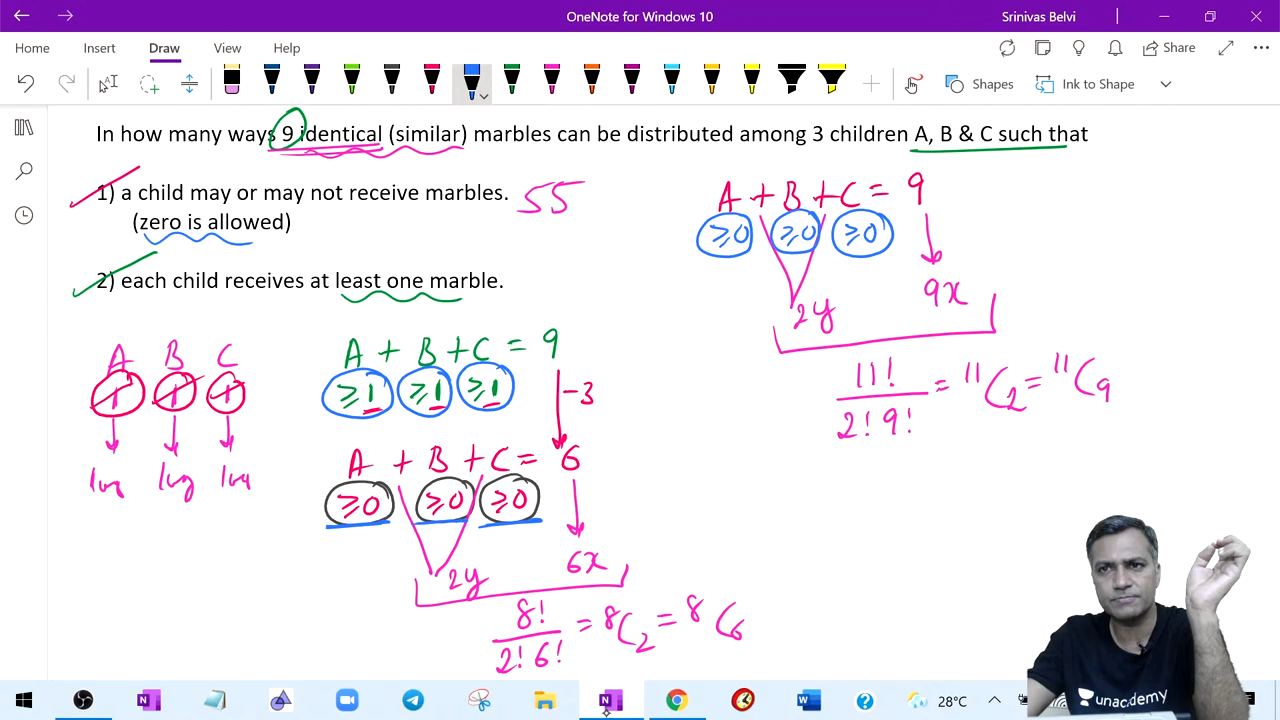 OneNote for Windows 10
Srinivas Belvi
Home Insert Draw View Help
Share
Shapes
Ink to Shape
In how many ways 9 identical (similar) marbles can be distributed among 3 children A, B & C such that
1) a child may or may not receive marbles. 55
(zero is allowed)
2) each child receives at least one marble.
A B C
1 1 1
A + B + C = 9
≥1 ≥1 ≥1
-3
A + B + C = 6
≥0 ≥0 ≥0
2y 6x
8!/2! 6! = ⁸C₂ = ⁸C₆
A + B + C = 9
≥0 ≥0 ≥0
2y 9x
11!/2! 9! = ¹¹C₂ = ¹¹C₉
unacademy
28°C